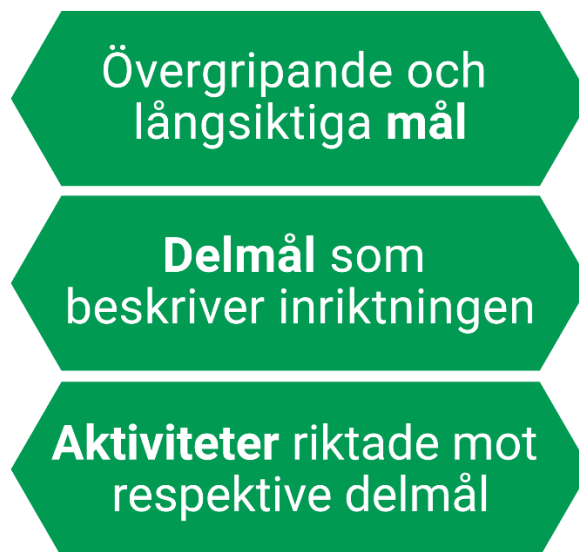 Övergripande och
långsiktiga mål
Delmål som
beskriver inriktningen
Aktiviteter riktade mot
respektive delmål